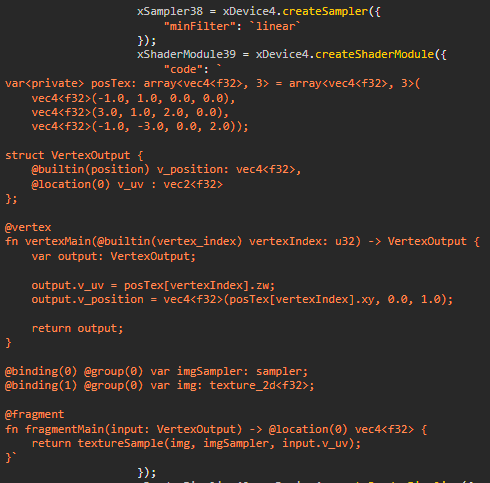 xSampler38 = xDevice4.createSampler({
"minFilter": `linear`
});
xShaderModule39 = xDevice4.createShaderModule({
"code": `
var<private> posTex: array<vec4<f32>, 3> = array<vec4<f32>, 3>(
vec4<f32>(-1.0, 1.0, 0.0, 0.0),
vec4<f32>(3.0, 1.0, 2.0, 0.0),
vec4<f32>(-1.0, -3.0, 0.0, 2.0));
struct VertexOutput {
@builtin(position) v_position: vec4<f32>,
@location(0) v_uv : vec2<f32>
};
@vertex
fn vertexMain(@builtin(vertex_index) vertexIndex: u32) -> VertexOutput {
var output: VertexOutput;
output.v_uv = posTex[vertexIndex].zw;
output.v_position = vec4<f32>(posTex[vertexIndex].xy, 0.0, 1.0);
return output;
}
@binding(0) @group(0) var imgSampler: sampler;
@binding(1) @group(0) var img: texture_2d<f32>;
@fragment
fn fragmentMain(input: VertexOutput) -> @location(0) vec4<f32> {
return textureSample(img, imgSampler, input.v_uv);
}`
});